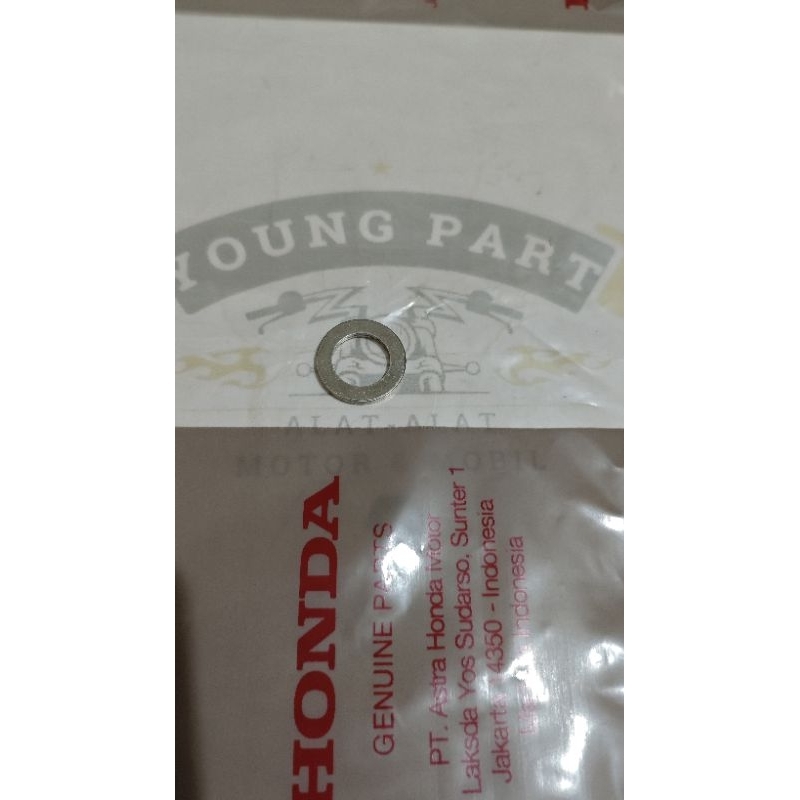 YOUNG PART
ALAT-ALAT
MOTOR & MOBIL
HONDA
GENUINE PARTS
PT. Astra Honda Motor
Laksda Yos Sudarso, Sunter 1
Jakarta 14350 - Indonesia
Indonesia